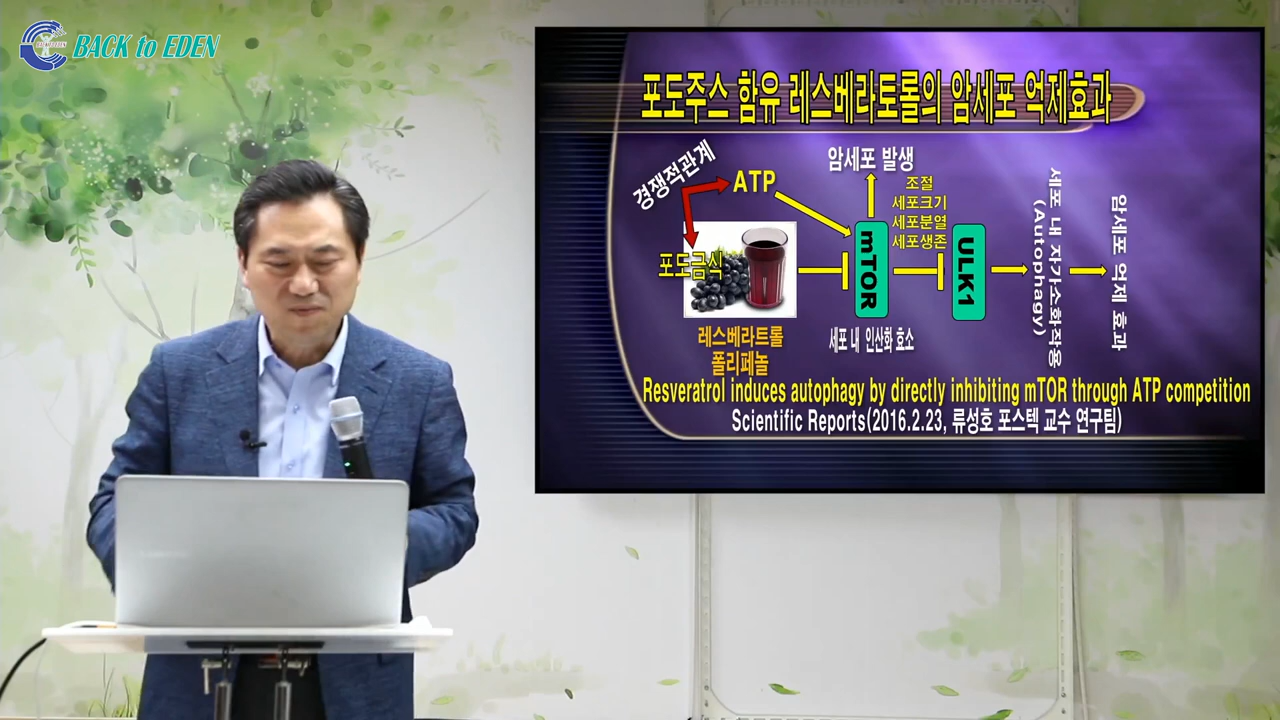 BACK to EDEN
포도주스 함유 레스베라토롤의 암세포 억제효과
경쟁적관계
ATP
암세포 발생
조절
세포크기
세포분열
세포생존
포도금식
mTOR
ULK1
세포 내 자가소화작용
(Autophagy)
암세포 억제 효과
레스베라트롤
폴리페놀
세포 내 인산화 효소
Resveratrol induces autophagy by directly inhibiting mTOR through ATP competition
Scientific Reports(2016.2.23, 류성호 포스텍 교수 연구팀)